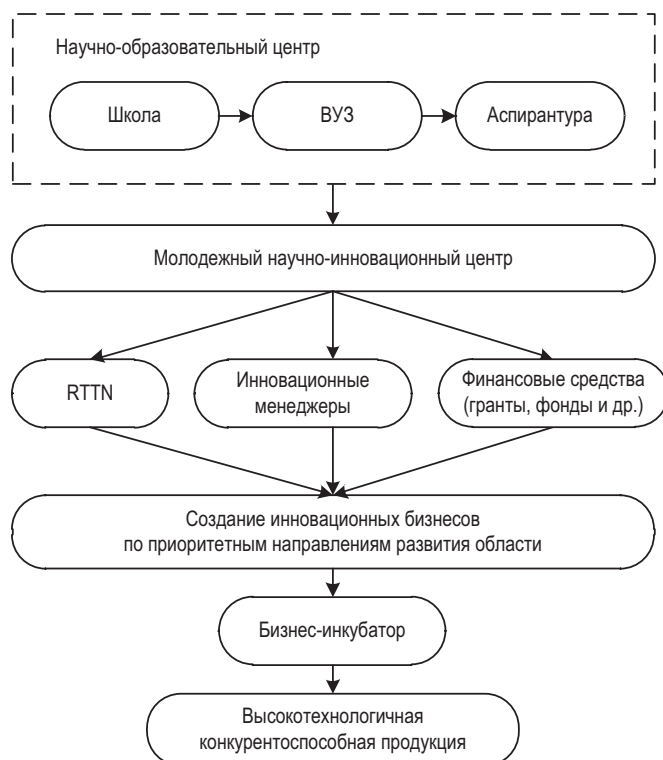 Научно-образовательный центр
Школа
ВУЗ
Аспирантура
Молодежный научно-инновационный центр
RTTN
Инновационные
менеджеры
Финансовые средства
(гранты, фонды и др.)
Создание инновационных бизнесов
по приоритетным направлениям развития области
Бизнес-инкубатор
Высокотехнологичная
конкурентоспособная продукция